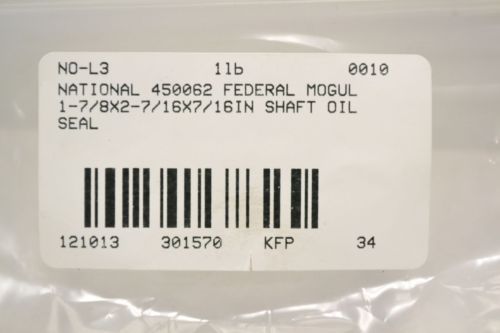 NO-L3 1lb 0010
NATIONAL 450062 FEDERAL MOGUL
1-7/8X2-7/16X7/16IN SHAFT OIL
SEAL
121013 301570 KFP 34